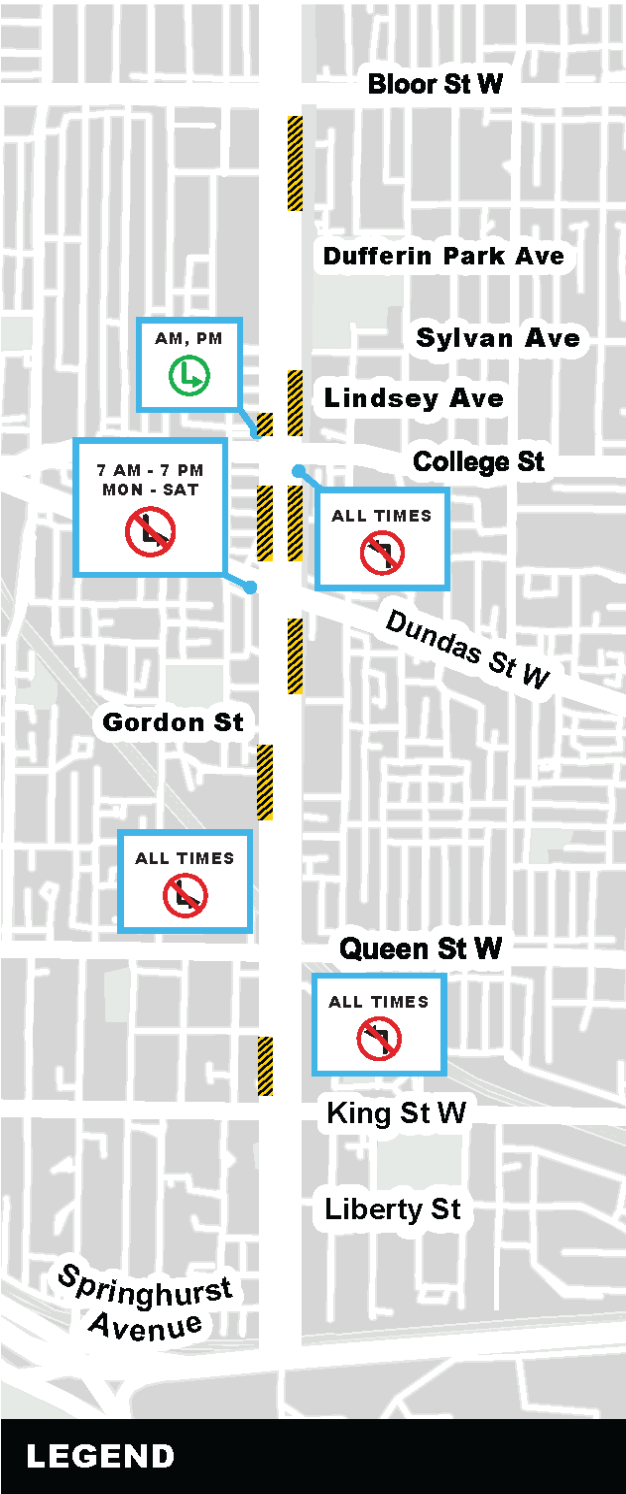 Bloor St W
Dufferin Park Ave
AM, PM
Sylvan Ave
Lindsey Ave
College St
7 AM - 7 PM
MON - SAT
ALL TIMES
Dundas St W
Gordon St
ALL TIMES
Queen St W
ALL TIMES
King St W
Liberty St
Springhurst
Avenue
LEGEND